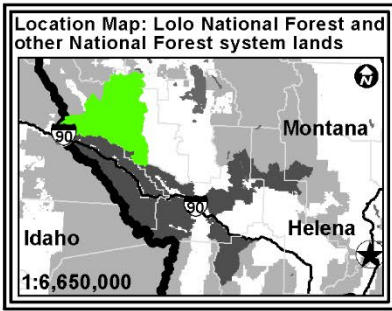 Location Map: Lolo National Forest and
other National Forest system lands
N
90
Montana
90
Helena
Idaho
1:6,650,000